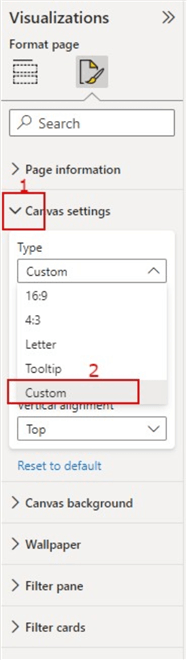 Visualizations
Format page
Search
Page information
1
Canvas settings
Type
Custom
16:9
4:3
Letter
Tooltip
2
Custom
Vertical alignment
Top
Reset to default
Canvas background
Wallpaper
Filter pane
Filter cards